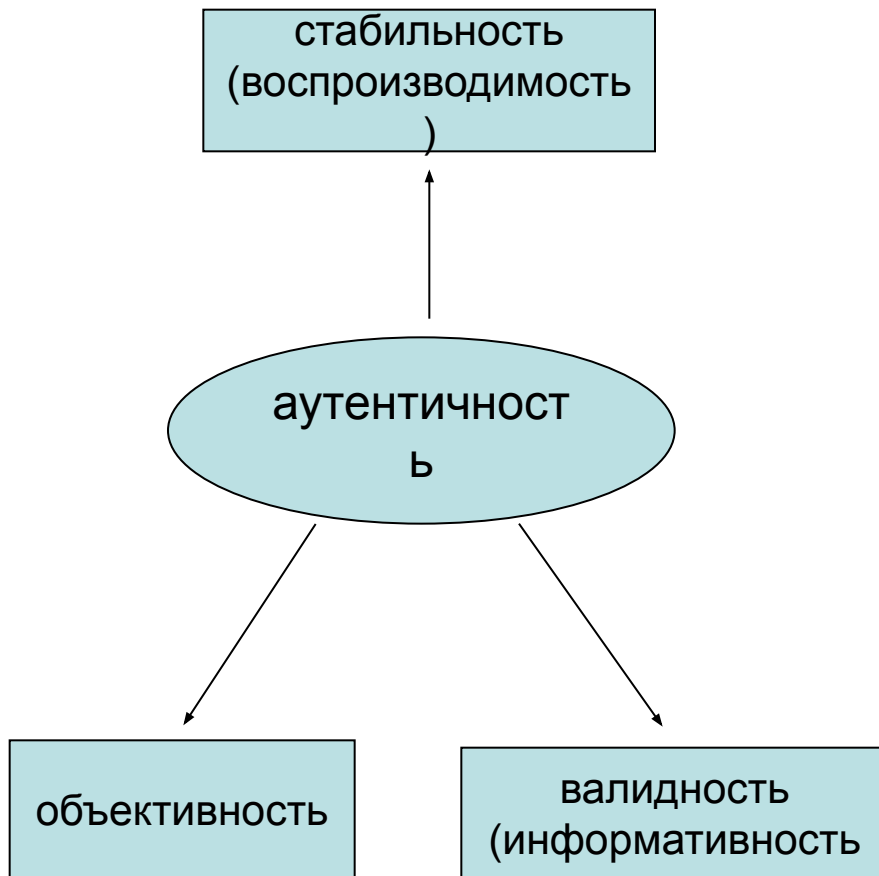 стабильность
(воспроизводимость
)
аутентичност
ь
объективность
валидность
(информативность